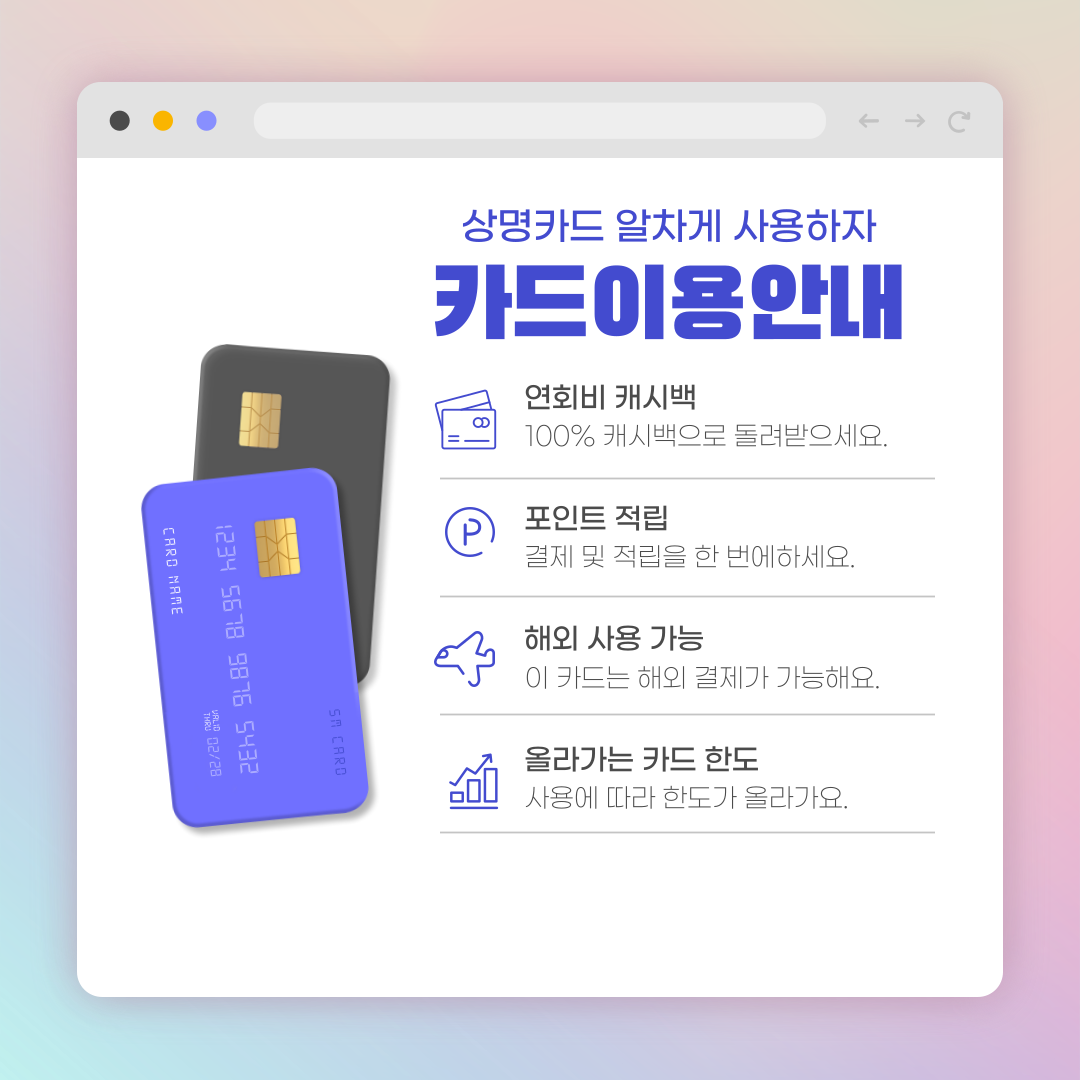 상명카드 알차게 사용하자
카드이용안내
연회비 캐시백
100% 캐시백으로 돌려받으세요.
포인트 적립
결제 및 적립을 한 번에하세요.
해외 사용 가능
이 카드는 해외 결제가 가능해요.
올라가는 카드 한도
사용에 따라 한도가 올라가요.
CARD NAME
1234 5678 9876 5432
VALID
THRU 02/28
SM CARD
P